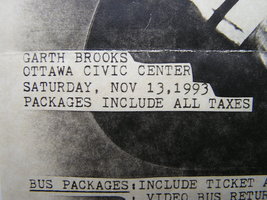 GARTH BROOKS
OTTAWA CIVIC CENTER
SATURDAY, NOV 13,1993
PACKAGES INCLUDE ALL TAXES
BUS PACKAGES:INCLUDE TICKET A
: VIDEO BUS RETUR